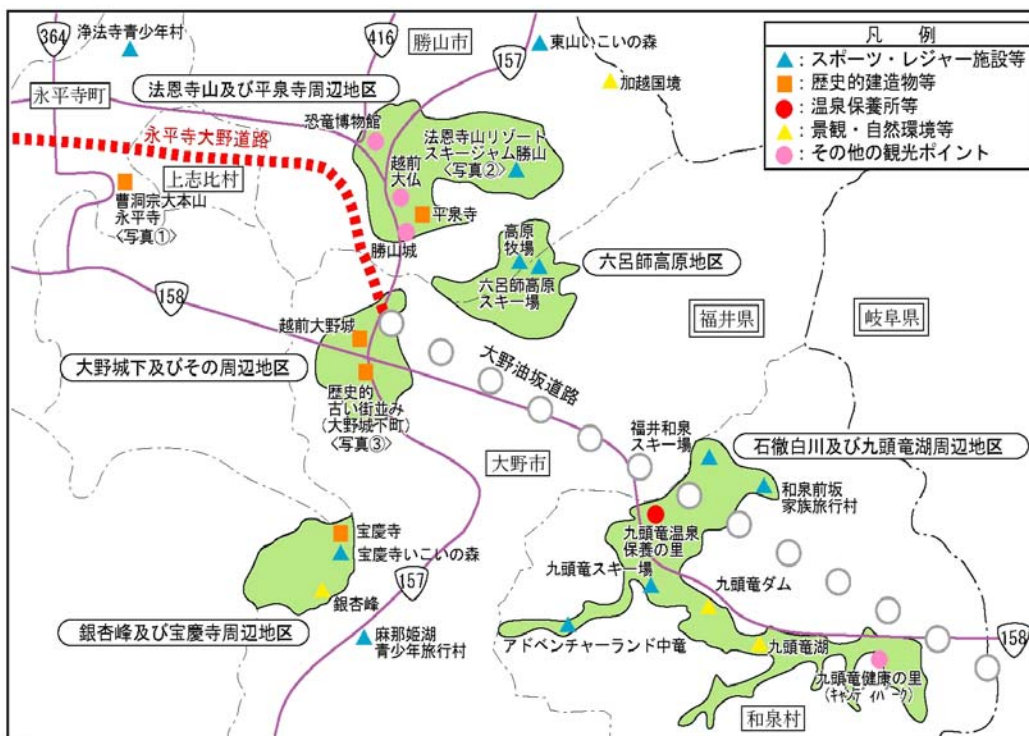 364
浄法寺青少年村
416
勝山市
157
東山いこいの森
加越国境
凡 例
：スポーツ・レジャー施設等
：歴史的建造物等
：温泉保養所等
：景観・自然環境等
：その他の観光ポイント
永平寺町
法恩寺山及び平泉寺周辺地区
恐竜博物館
法恩寺山リゾート
スキージャム勝山
〈写真②〉
永平寺大野道路
上志比村
越前
大仏
平泉寺
曹洞宗大本山
永平寺
〈写真①〉
勝山城
高原
牧場
六呂師高原
スキー場
六呂師高原地区
158
越前大野城
福井県
岐阜県
大野城下及びその周辺地区
大野油坂道路
歴史的
古い街並み
(大野城下町)
〈写真③〉
大野市
福井和泉
スキー場
石徹白川及び九頭竜湖周辺地区
和泉前坂
家族旅行村
宝慶寺
宝慶寺いこいの森
九頭竜温泉
保養の里
九頭竜スキー場
九頭竜ダム
銀杏峰
157
銀杏峰及び宝慶寺周辺地区
麻那姫湖
青少年旅行村
アドベンチャーランド中竜
九頭竜湖
158
九頭竜健康の里
(ｷｬﾝﾃﾞｨﾊﾟｰｸ)
和泉村